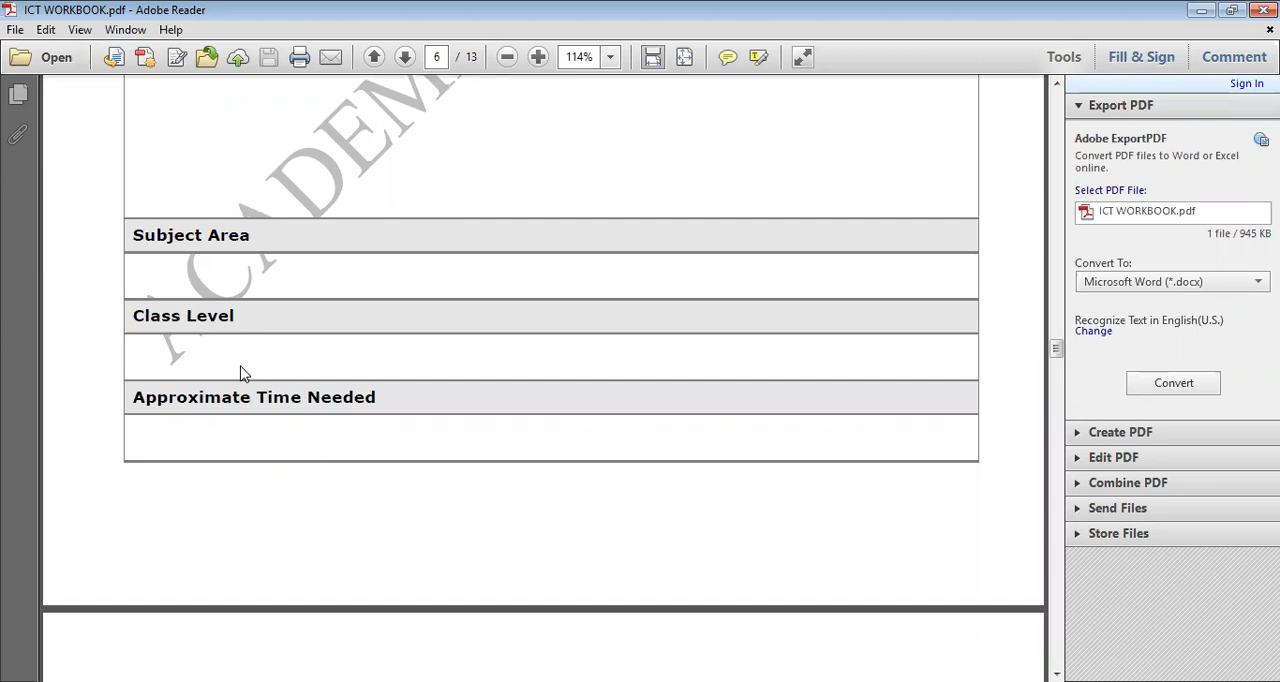 ICT WORKBOOK.pdf - Adobe Reader
File Edit View Window Help
Open 6 / 13 114% Tools Fill & Sign Comment
Sign In
Export PDF
Adobe ExportPDF
Convert PDF files to Word or Excel
online.
Select PDF File:
ICT WORKBOOK.pdf
1 file / 945 KB
Convert To:
Microsoft Word (*.docx)
Recognize Text in English(U.S.)
Change
Convert
Create PDF
Edit PDF
Combine PDF
Send Files
Store Files
ACADEM
Subject Area
Class Level
Approximate Time Needed